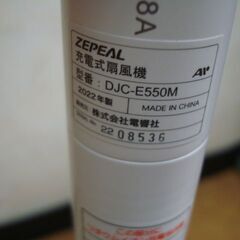 8A
ZEPEAL
充電式扇風機
型番：DJC-E550M
2022年製
MADE IN CHINA
販売：株式会社電響社
22 08536